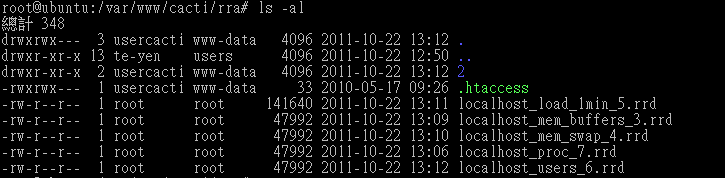 root@ubuntu:/var/www/cacti/rra# ls -al
總計 348
drwxrwx--- 3 usercacti www-data 4096 2011-10-22 13:12 .
drwxr-xr-x 13 te-yen users 4096 2011-10-22 12:50 ..
drwxr-xr-x 2 usercacti www-data 4096 2011-10-22 13:12 2
-rwxrwx--- 1 usercacti www-data 33 2010-05-17 09:26 .htaccess
-rw-r--r-- 1 root root 141640 2011-10-22 13:11 localhost_load_1min_5.rrd
-rw-r--r-- 1 root root 47992 2011-10-22 13:09 localhost_mem_buffers_3.rrd
-rw-r--r-- 1 root root 47992 2011-10-22 13:10 localhost_mem_swap_4.rrd
-rw-r--r-- 1 root root 47992 2011-10-22 13:06 localhost_proc_7.rrd
-rw-r--r-- 1 root root 47992 2011-10-22 13:12 localhost_users_6.rrd